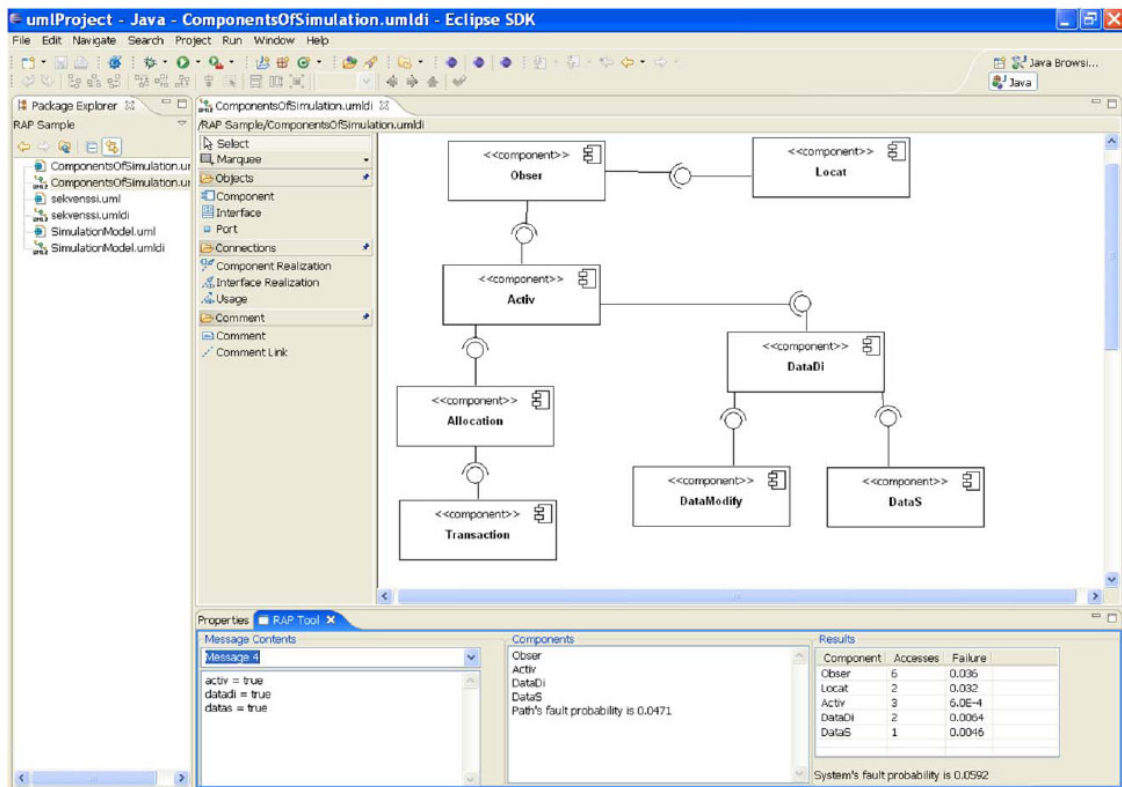 umlProject - Java - ComponentsOfSimulation.umldi - Eclipse SDK
File Edit Navigate Search Project Run Window Help
Java Browsi...
Java
Package Explorer
RAP Sample
ComponentsOfSimulation.ur
ComponentsOfSimulation.ur
sekvenssi.uml
sekvenssi.umldi
SimulationModel.uml
SimulationModel.umldi
ComponentsOfSimulation.umldi
/RAP Sample/ComponentsOfSimulation.umldi
Select
Marquee
Objects
Component
Interface
Port
Connections
Component Realization
Interface Realization
Usage
Comment
Comment
Comment Link
<<component>>
Obser
<<component>>
Locat
<<component>>
Activ
<<component>>
DataDi
<<component>>
Allocation
<<component>>
DataModify
<<component>>
DataS
<<component>>
Transaction
Properties RAP Tool
Message Contents
Message 4
activ = true
datadi = true
datas = true
Components
Obser
Activ
DataDi
DataS
Path's fault probability is 0.0471
Results
Component Accesses Failure
Obser 6 0.036
Locat 2 0.032
Activ 3 6.0E-4
DataDi 2 0.0064
DataS 1 0.0046
System's fault probability is 0.0592